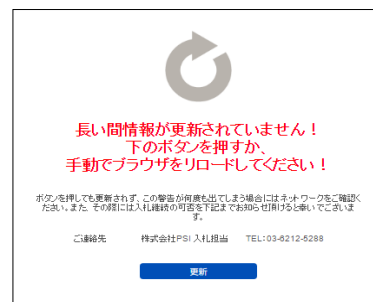 長い間情報が更新されていません！
下のボタンを押すか、
手動でブラウザをリロードしてください！
ボタンを押しても更新されず、この警告が何度も出てしまう場合にはネットワークをご確認く
ださい。また、その際には入札継続の可否を下記までお知らせ頂けると幸いでございま
す。
ご連絡先 株式会社PSI 入札担当 TEL：03-6212-5288
更新